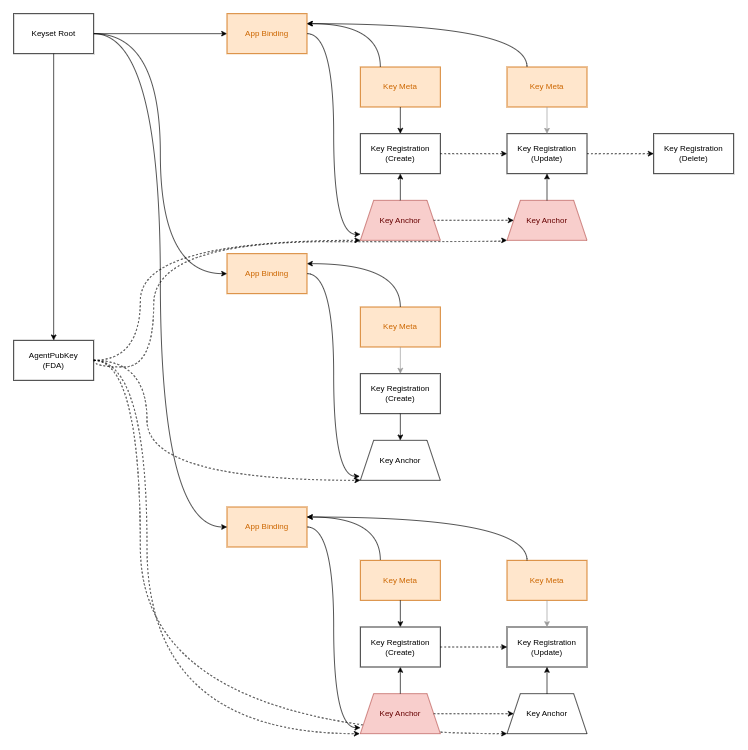 Keyset Root
App Binding
Key Meta
Key Meta
Key Registration
(Create)
Key Registration
(Update)
Key Registration
(Delete)
Key Anchor
Key Anchor
App Binding
Key Meta
AgentPubKey
(FDA)
Key Registration
(Create)
Key Anchor
App Binding
Key Meta
Key Meta
Key Registration
(Create)
Key Registration
(Update)
Key Anchor
Key Anchor